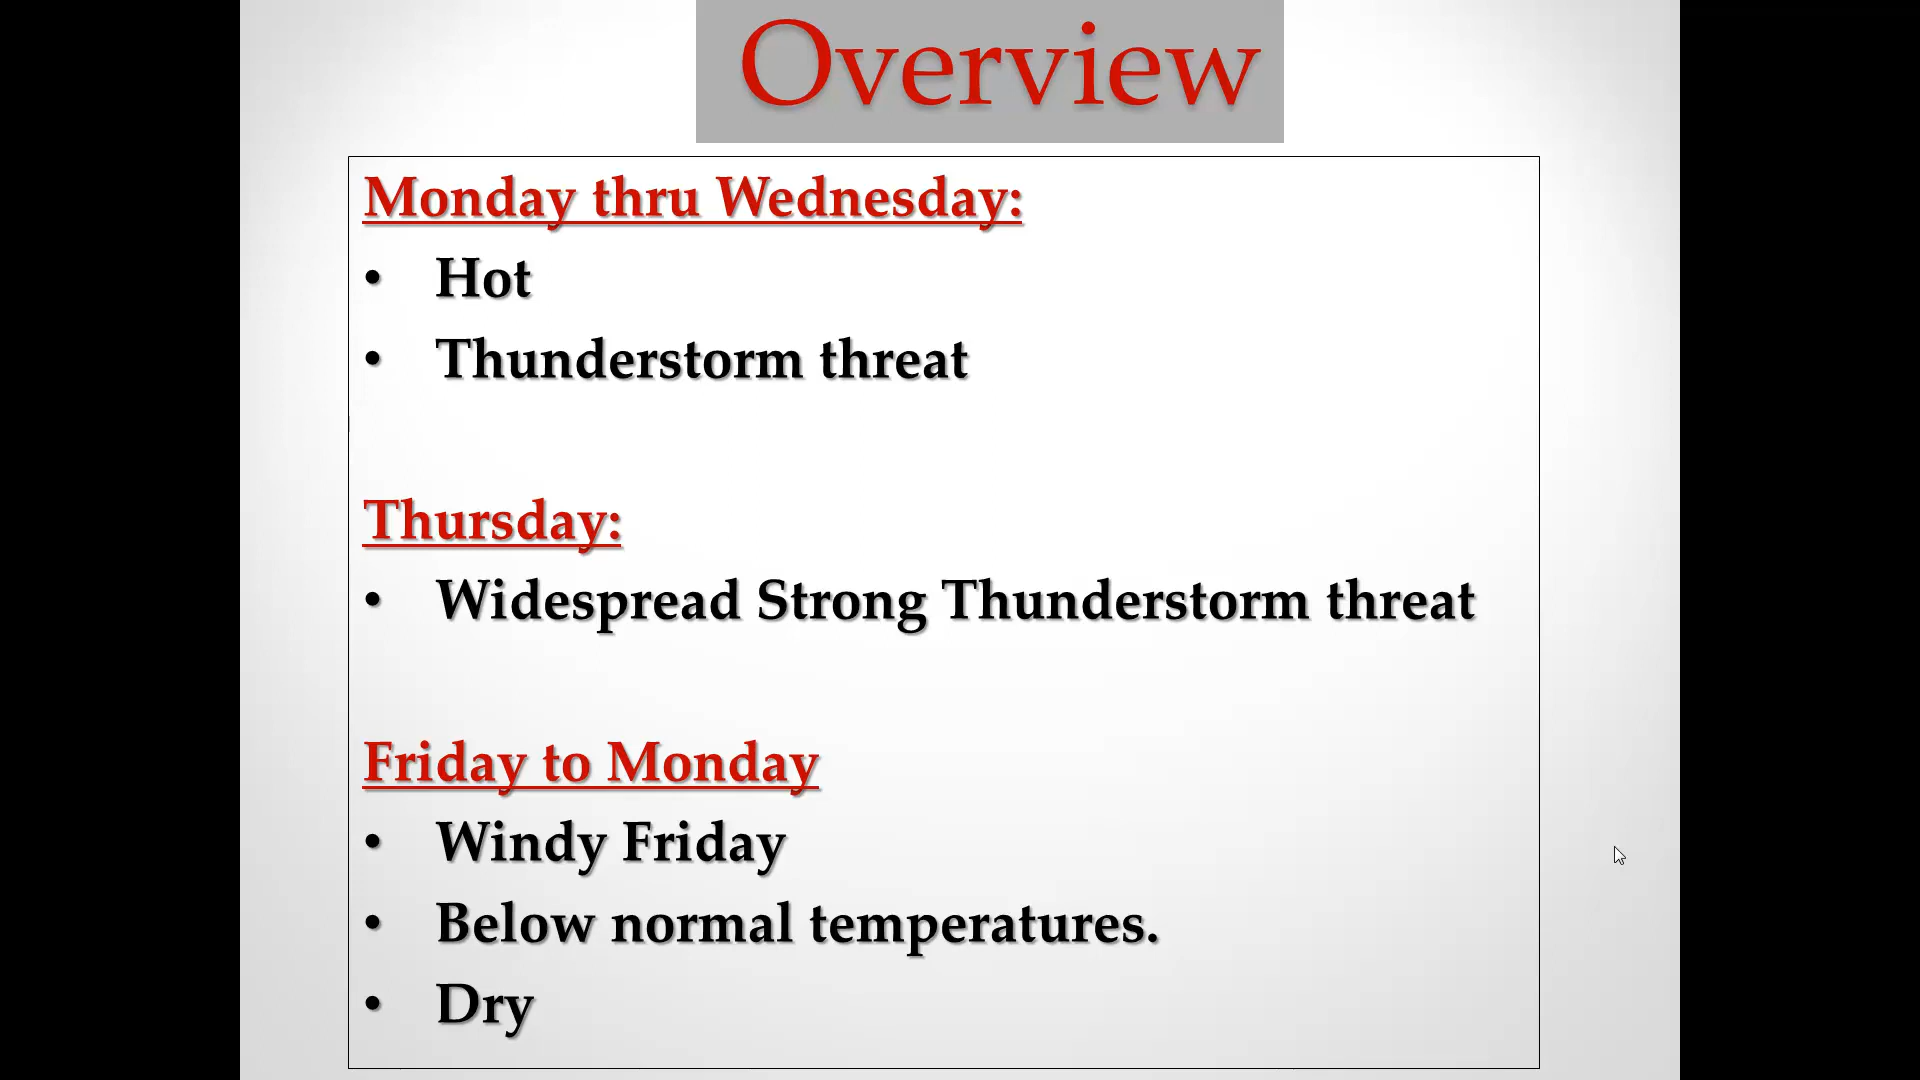 Overview
Monday thru Wednesday:
• Hot
• Thunderstorm threat
Thursday:
• Widespread Strong Thunderstorm threat
Friday to Monday
• Windy Friday
• Below normal temperatures.
• Dry